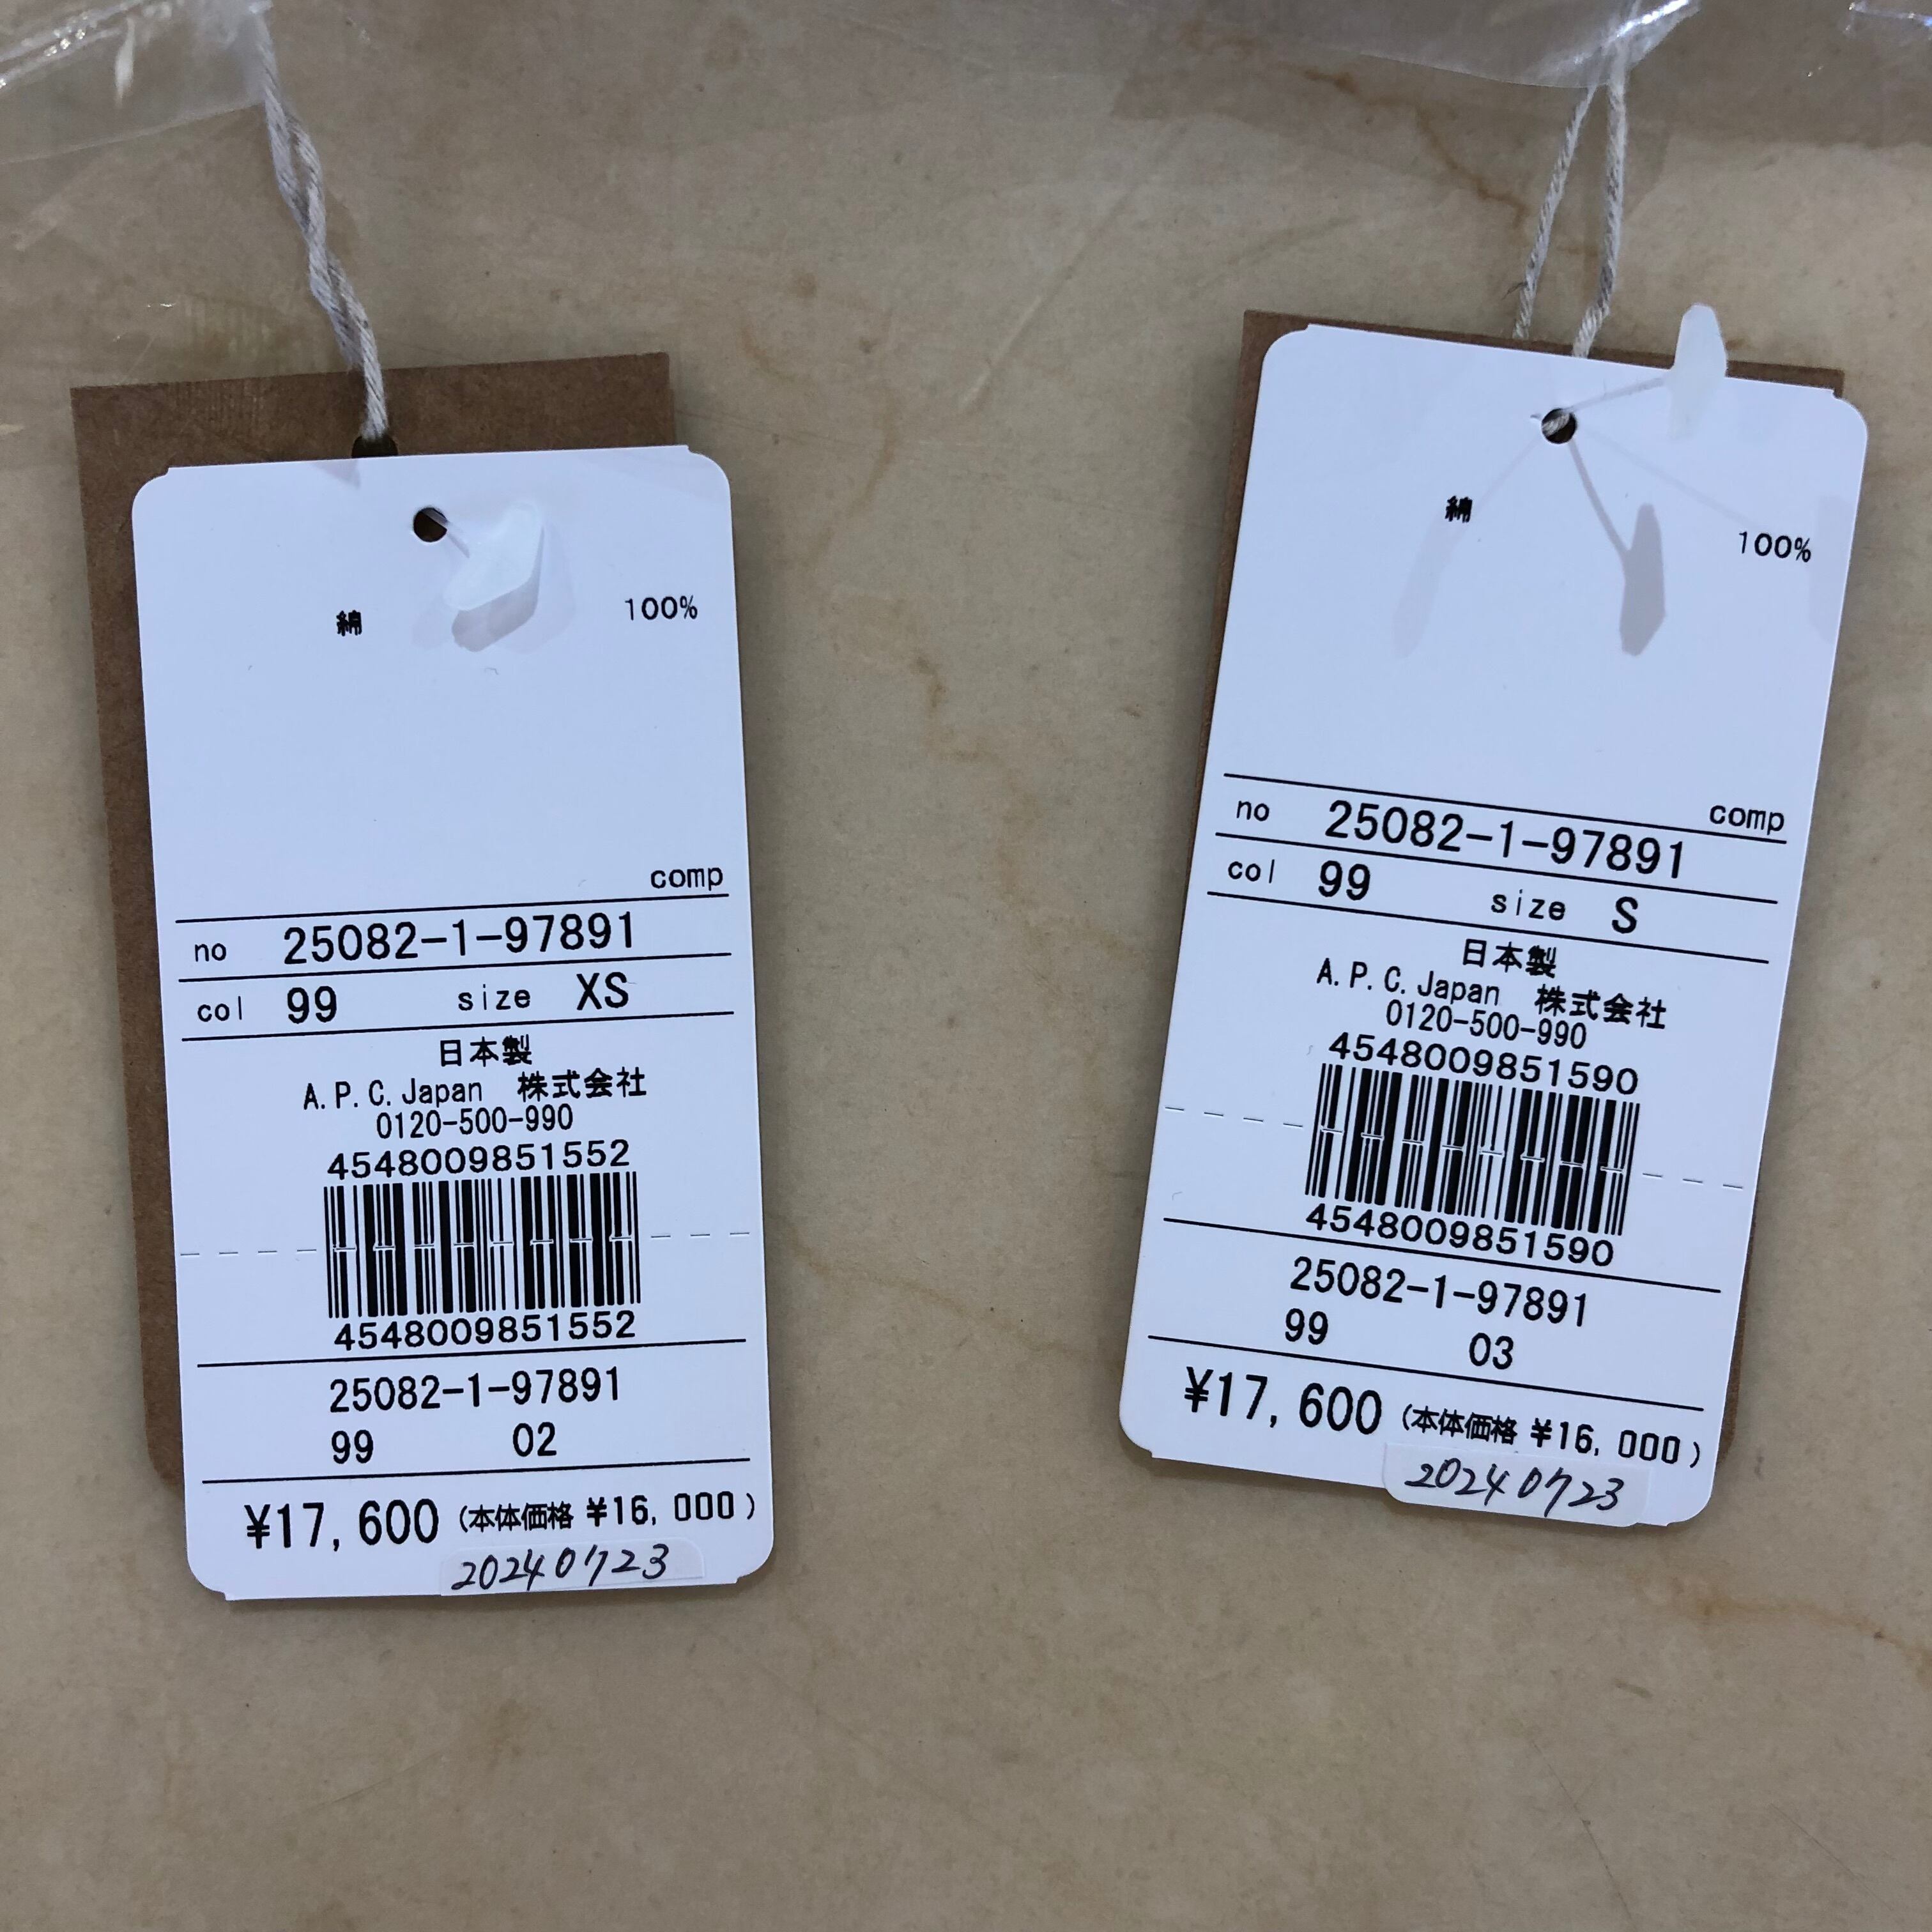 綿 100%
comp
no 25082-1-97891
col 99 size XS
日本製
A.P.C.Japan 株式会社
0120-500-990
4548009851552
4548009851552
25082-1-97891
99 02
¥17,600 (本体価格 ¥16,000)
20240723
綿 100%
comp
no 25082-1-97891
col 99 size S
日本製
A.P.C.Japan 株式会社
0120-500-990
4548009851590
4548009851590
25082-1-97891
99 03
¥17,600 (本体価格 ¥16,000)
20240723